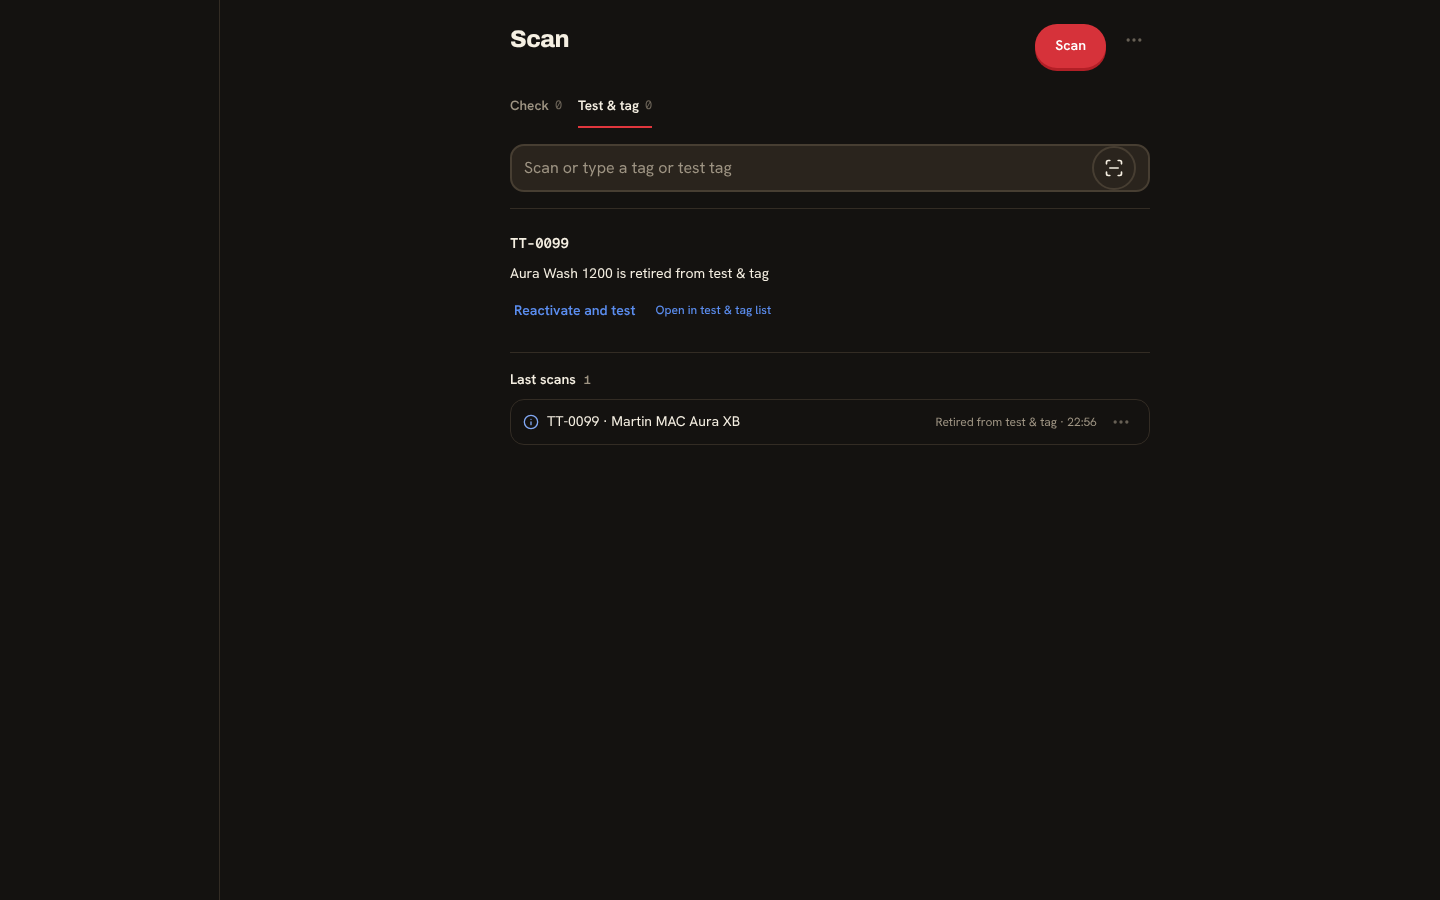 Scan
Scan
Check 0 Test & tag 0
Scan or type a tag or test tag
TT-0099
Aura Wash 1200 is retired from test & tag
Reactivate and test Open in test & tag list
Last scans 1
TT-0099 · Martin MAC Aura XB Retired from test & tag · 22:56